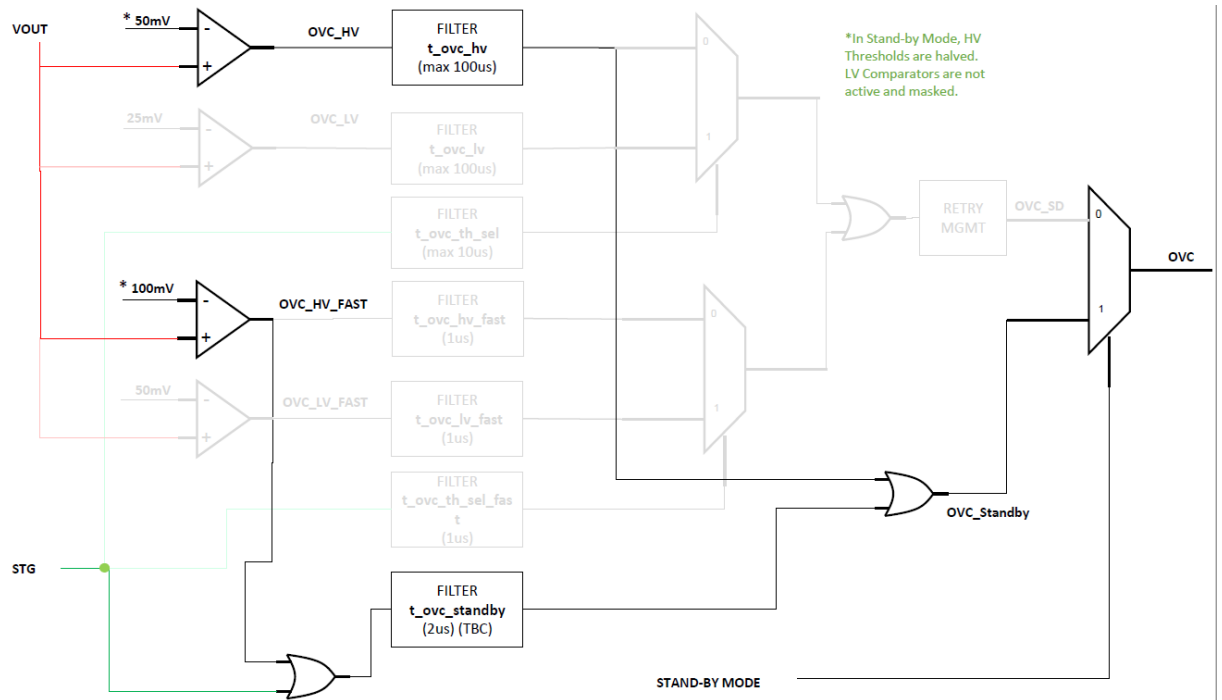 VOUT
* 50mV
-
+
OVC_HV
FILTER
t_ovc_hv
(max 100us)
0
1
*In Stand-by Mode, HV
Thresholds are halved.
LV Comparators are not
active and masked.
25mV
-
+
OVC_LV
FILTER
t_ovc_lv
(max 100us)
FILTER
t_ovc_th_sel
(max 10us)
RETRY
MGMT
OVC_SD
0
1
OVC
* 100mV
-
+
OVC_HV_FAST
FILTER
t_ovc_hv_fast
(1us)
0
1
50mV
-
+
OVC_LV_FAST
FILTER
t_ovc_lv_fast
(1us)
FILTER
t_ovc_th_sel_fas
t
(1us)
OVC_Standby
STG
FILTER
t_ovc_standby
(2us) (TBC)
STAND-BY MODE